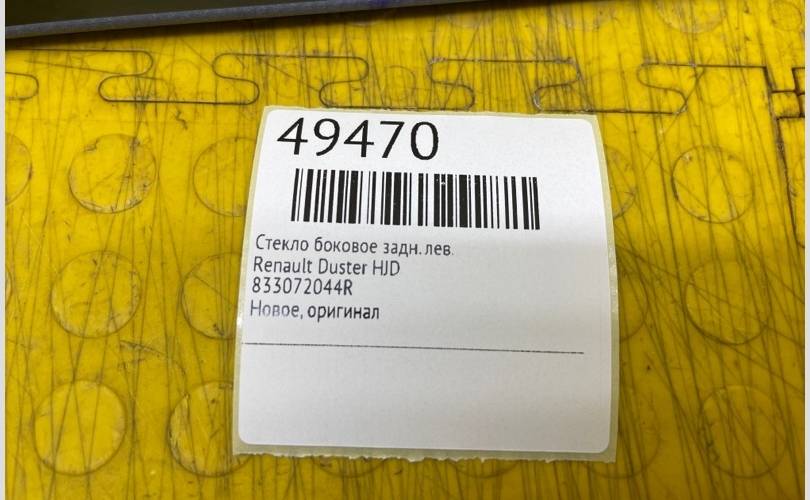 49470
Стекло боковое задн. лев.
Renault Duster HJD
833072044R
Новое, оригинал